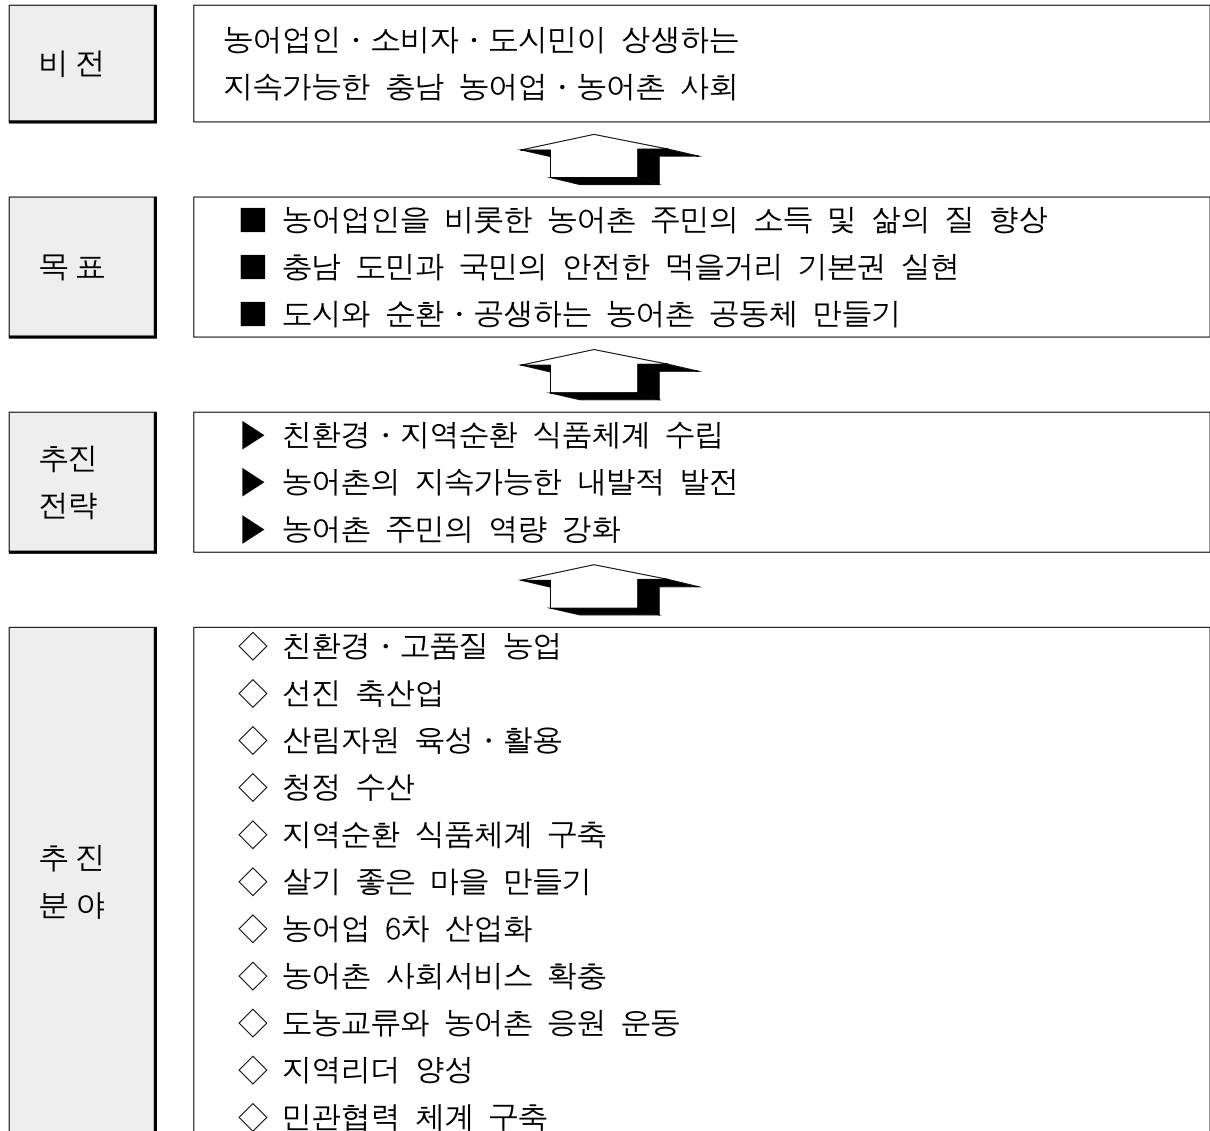 비 전
농어업인·소비자·도시민이 상생하는
지속가능한 충남 농어업·농어촌 사회
목 표
■ 농어업인을 비롯한 농어촌 주민의 소득 및 삶의 질 향상
■ 충남 도민과 국민의 안전한 먹을거리 기본권 실현
■ 도시와 순환·공생하는 농어촌 공동체 만들기
추진
전략
▶ 친환경·지역순환 식품체계 수립
▶ 농어촌의 지속가능한 내발적 발전
▶ 농어촌 주민의 역량 강화
추 진
분 야
◇ 친환경·고품질 농업
◇ 선진 축산업
◇ 산림자원 육성·활용
◇ 청정 수산
◇ 지역순환 식품체계 구축
◇ 살기 좋은 마을 만들기
◇ 농어업 6차 산업화
◇ 농어촌 사회서비스 확충
◇ 도농교류와 농어촌 응원 운동
◇ 지역리더 양성
◇ 민관협력 체계 구축